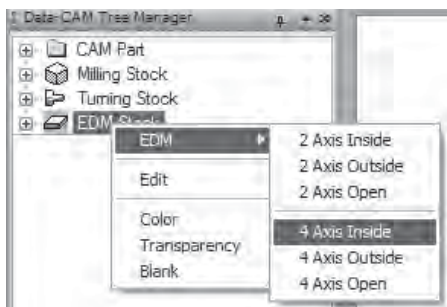 Data-CAM Tree Manager
CAM Part
Milling Stock
Turning Stock
EDM Stock
EDM
Edit
Color
Transparency
Blank
2 Axis Inside
2 Axis Outside
2 Axis Open
4 Axis Inside
4 Axis Outside
4 Axis Open